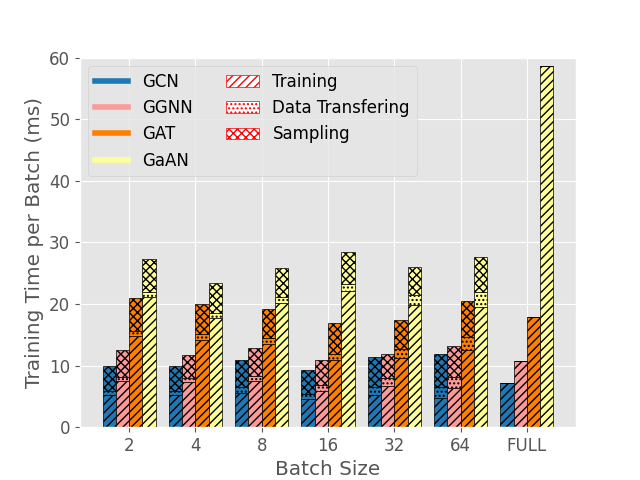 60
50
40
30
20
10
0
Training Time per Batch (ms)
GCN
GGNN
GAT
GaAN
Training
Data Transfering
Sampling
2 4 8 16 32 64 FULL
Batch Size